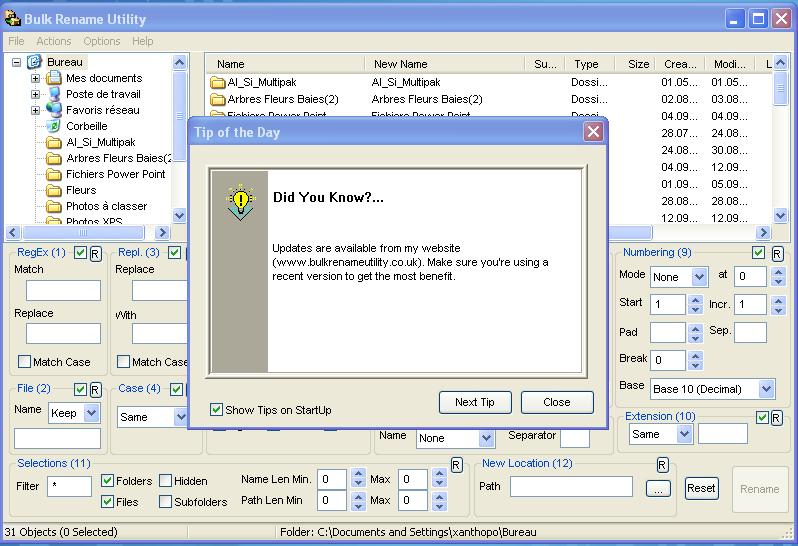 Bulk Rename Utility
File Actions Options Help
Bureau
Mes documents
Poste de travail
Favoris réseau
Corbeille
Al_Si_Multipak
Arbres Fleurs Baies(2
Fichiers Power Point
Fleurs
Photos à classer
Photos XPS
Name New Name Su... Type Size Crea... Modi... L
Al_Si_Multipak Al_Si_Multipak Dossi... 01.05... 01.05...
Arbres Fleurs Baies(2) Arbres Fleurs Baies(2) Dossi... 02.08... 03.08...
Fichiers Power Point Fichiers Power Point Dossi... 04.09... 04.09...
28.07... 24.08...
24.08... 30.08...
04.09... 12.09...
01.09... 05.09...
28.08... 28.08...
12.09... 12.09...
Tip of the Day
Did You Know?...
Updates are available from my website
(www.bulkrenameutility.co.uk). Make sure you're using a
recent version to get the most benefit.
Show Tips on StartUp
Next Tip Close
RegEx (1) R
Match
Replace
Match Case
Repl. (3)
Replace
With
Match Case
Numbering (9) R
Mode None at 0
Start 1 Incr. 1
Pad Sep.
Break 0
Base Base 10 (Decimal)
File (2) R
Name Keep
Case (4)
Same
Name None Separator
Extension (10) R
Same
Selections (11) R
Filter * Folders Hidden Name Len Min. 0 Max 0
Files Subfolders Path Len Min 0 Max 0
New Location (12) R
Path ...
Reset
Rename
31 Objects (0 Selected) Folder: C:\Documents and Settings\xanthopo\Bureau